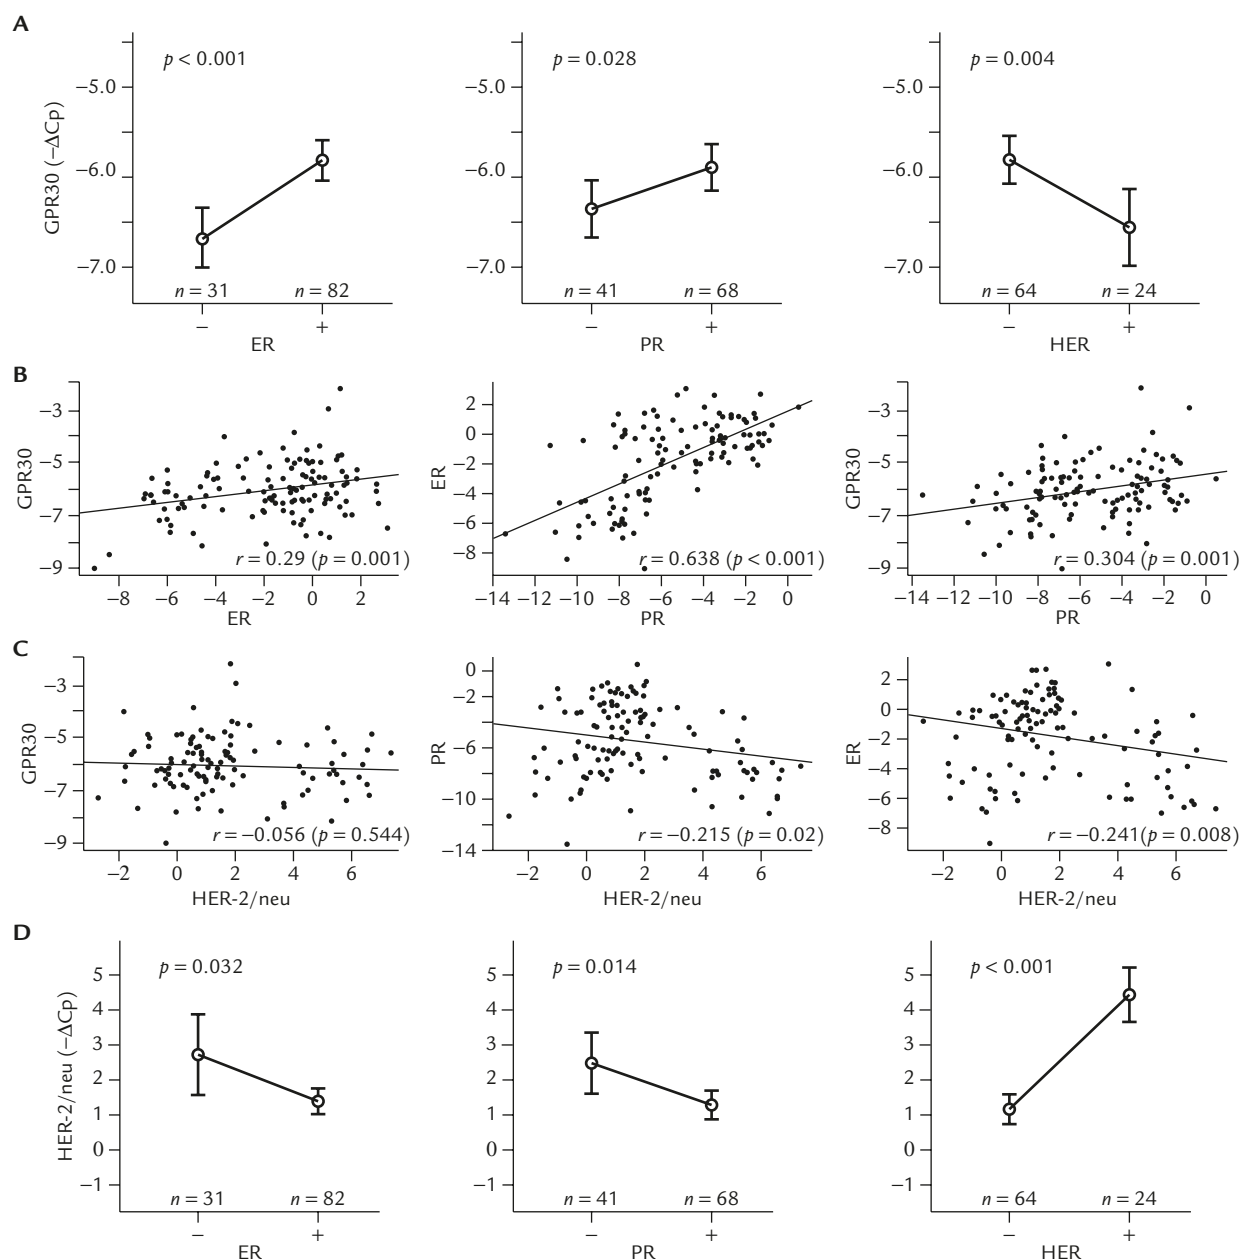 A
p < 0.001
p = 0.028
p = 0.004
GPR30 (−ΔCp)
−5.0
−6.0
−7.0
−5.0
−6.0
−7.0
−5.0
−6.0
−7.0
n = 31 n = 82
n = 41 n = 68
n = 64 n = 24
− +
− +
− +
ER
PR
HER
B
GPR30
−3
−5
−7
−9
r = 0.29 (p = 0.001)
−8 −6 −4 −2 0 2
ER
ER
2
0
−2
−4
−6
−8
r = 0.638 (p < 0.001)
−14 −12 −10 −8 −6 −4 −2 0
PR
GPR30
−3
−5
−7
−9
r = 0.304 (p = 0.001)
−14 −12 −10 −8 −6 −4 −2 0
PR
C
GPR30
−3
−5
−7
−9
r = −0.056 (p = 0.544)
−2 0 2 4 6
HER-2/neu
PR
0
−2
−6
−10
−14
r = −0.215 (p = 0.02)
−2 0 2 4 6
HER-2/neu
ER
2
0
−2
−4
−6
−8
r = −0.241(p = 0.008)
−2 0 2 4 6
HER-2/neu
D
p = 0.032
p = 0.014
p < 0.001
HER-2/neu (−ΔCp)
5
4
3
2
1
0
−1
5
4
3
2
1
0
−1
5
4
3
2
1
0
−1
n = 31 n = 82
n = 41 n = 68
n = 64 n = 24
− +
− +
− +
ER
PR
HER